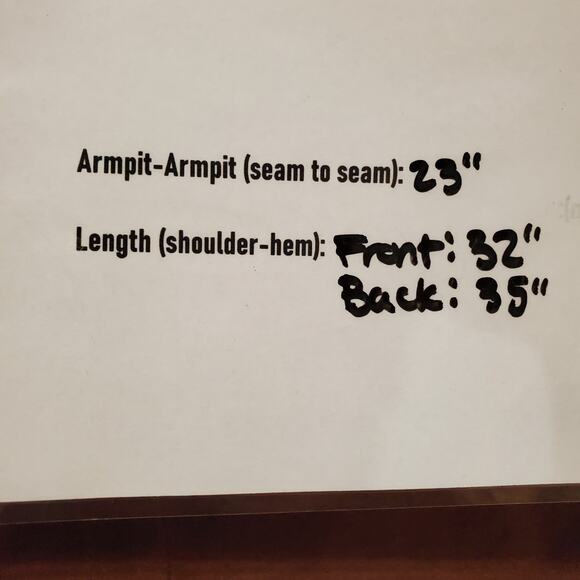 Armpit-Armpit (seam to seam): 23"
Length (shoulder-hem): Front: 32"
Back: 35"